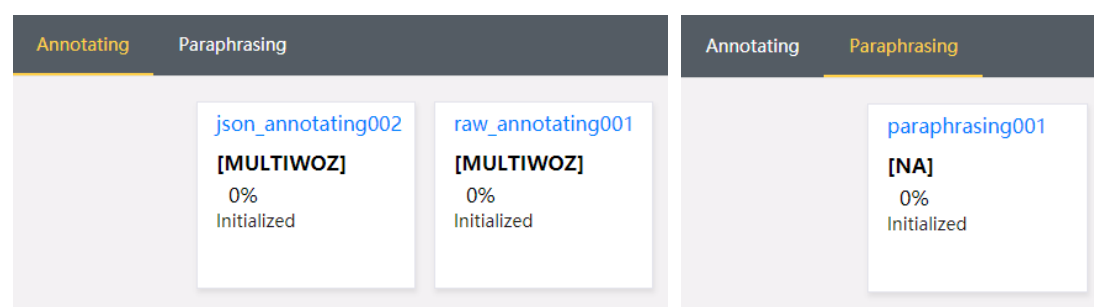 Annotating Paraphrasing
json_annotating002
[MULTIWOZ]
0%
Initialized
raw_annotating001
[MULTIWOZ]
0%
Initialized
Annotating Paraphrasing
paraphrasing001
[NA]
0%
Initialized